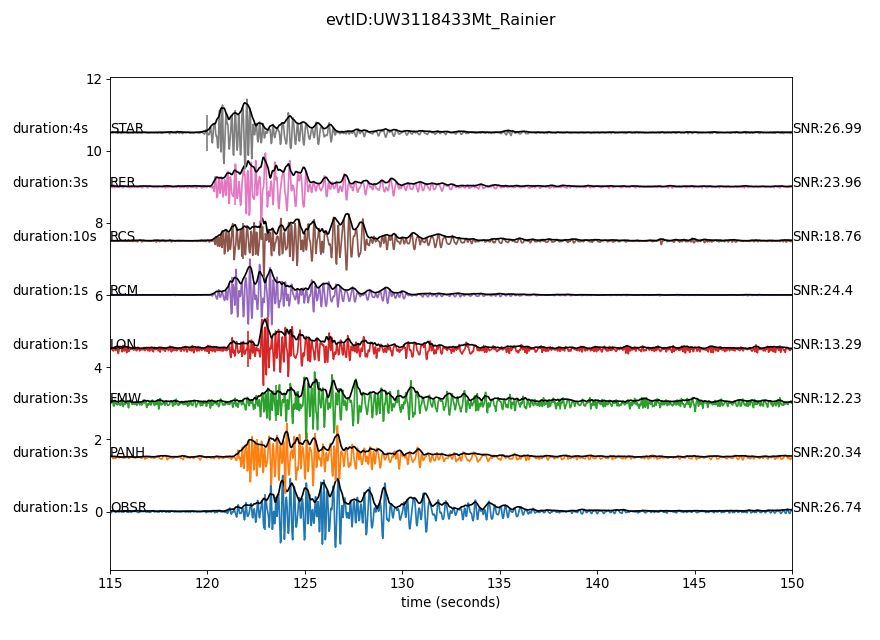 evtID:UW3118433Mt_Rainier
12
duration:4s STAR SNR:26.99
10
duration:3s RER SNR:23.96
8
duration:10s RCS SNR:18.76
duration:1s RCM SNR:24.4
6
duration:1s LON SNR:13.29
4
duration:3s FMW SNR:12.23
2
duration:3s PANH SNR:20.34
duration:1s OBSR SNR:26.74
0
115 120 125 130 135 140 145 150
time (seconds)